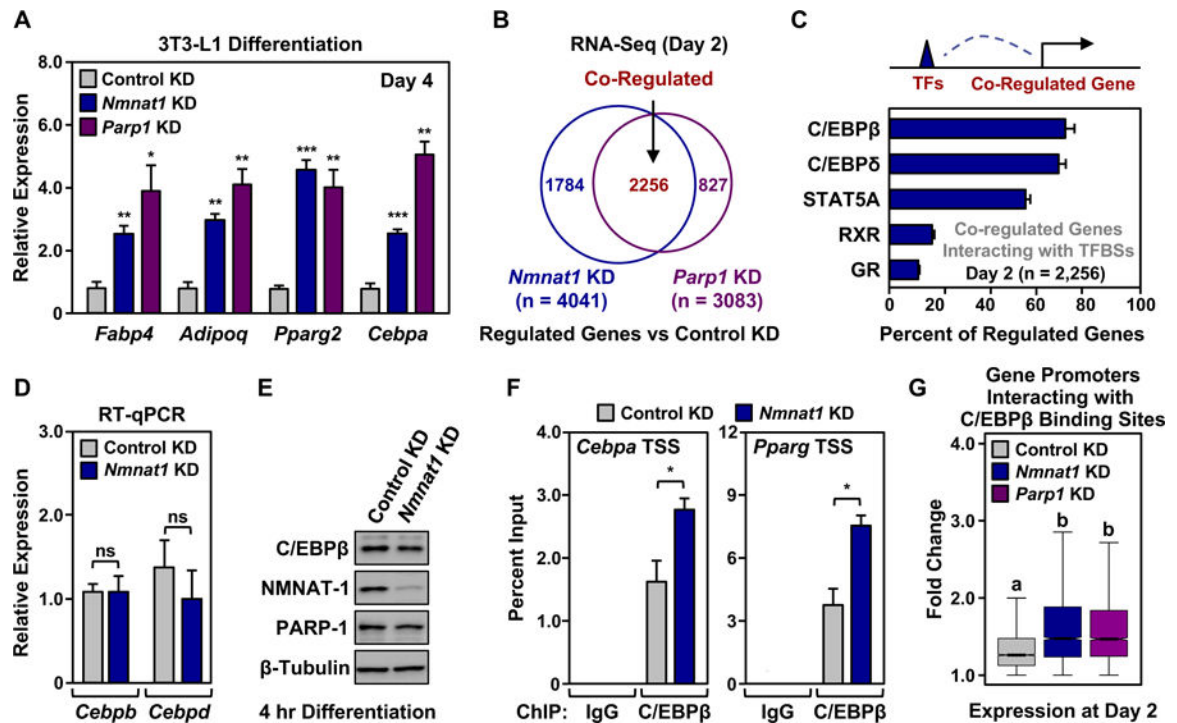 A
3T3-L1 Differentiation
Relative Expression
8.0
6.0
4.0
2.0
0.0
Control KD
Nmnat1 KD
Parp1 KD
Day 4
** *
** **
*** **
*** **
Fabp4 Adipoq Pparg2 Cebpa
B
RNA-Seq (Day 2)
Co-Regulated
1784 2256 827
Nmnat1 KD
(n = 4041)
Parp1 KD
(n = 3083)
Regulated Genes vs Control KD
C
TFs Co-Regulated Gene
C/EBPβ
C/EBPδ
STAT5A
RXR
GR
Co-regulated Genes
Interacting with TFBSs
Day 2 (n = 2,256)
0 20 40 60 80 100
Percent of Regulated Genes
D
RT-qPCR
Relative Expression
3.0
2.0
1.0
0.0
Control KD
Nmnat1 KD
ns ns
Cebpb Cebpd
E
Control KD
Nmnat1 KD
C/EBPβ
NMNAT-1
PARP-1
β-Tubulin
4 hr Differentiation
F
Control KD Nmnat1 KD
Percent Input
4.0
3.0
2.0
1.0
0.0
Cebpa TSS
*
12
9
6
3
0
Pparg TSS
*
ChIP: IgG C/EBPβ IgG C/EBPβ
G
Gene Promoters
Interacting with
C/EBPβ Binding Sites
Fold Change
4.0
3.0
2.0
1.0
Control KD
Nmnat1 KD
Parp1 KD
a b b
Expression at Day 2